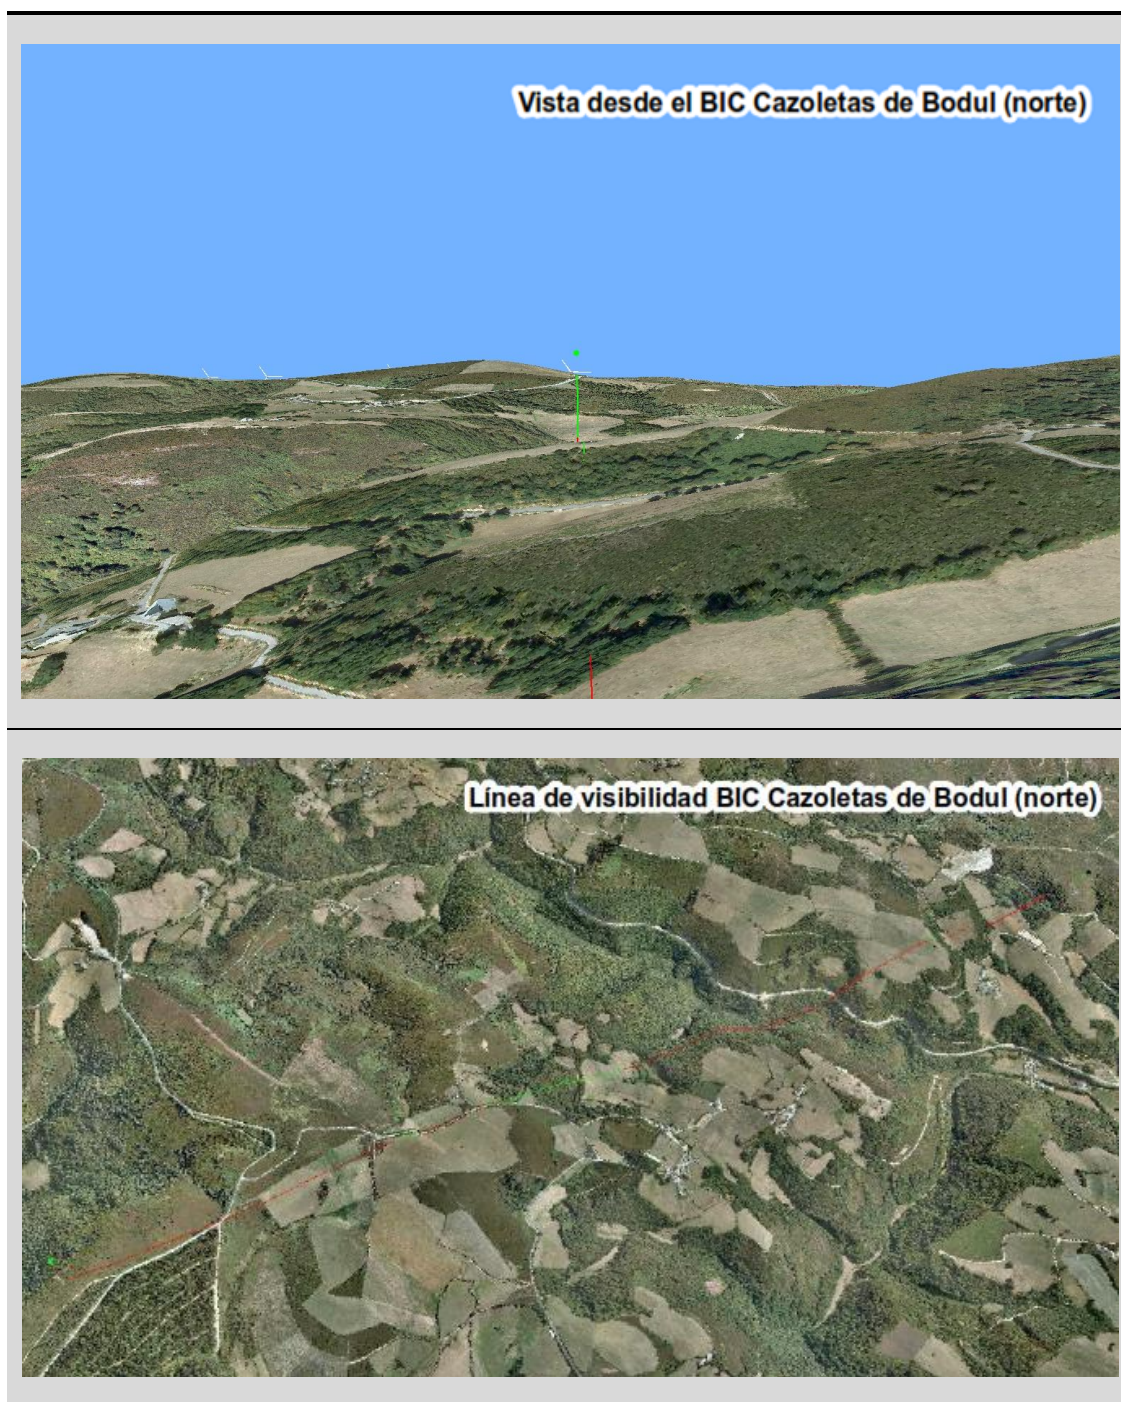 Vista desde el BIC Cazoletas de Bodul (norte)
Línea de visibilidad BIC Cazoletas de Bodul (norte)